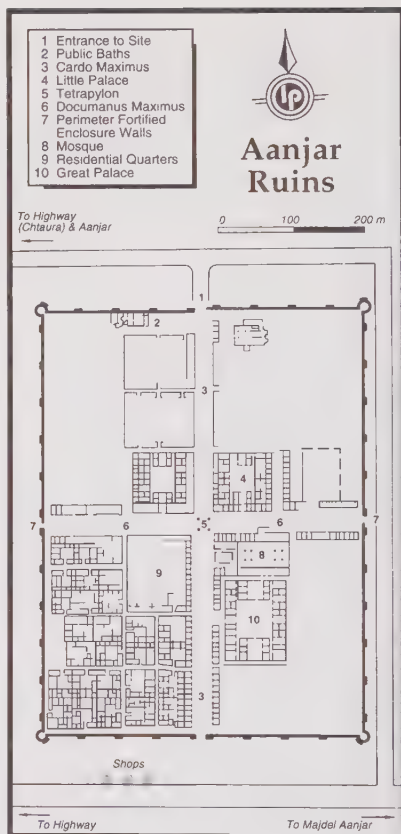 1 Entrance to Site
2 Public Baths
3 Cardo Maximus
4 Little Palace
5 Tetrapylon
6 Documanus Maximus
7 Perimeter Fortified
Enclosure Walls
8 Mosque
9 Residential Quarters
10 Great Palace
lp
Aanjar
Ruins
To Highway
(Chtaura) & Aanjar
0 100 200 m
1
2
3
4
7 6 5 6 7
8
9
10
3
Shops
To Highway To Majdel Aanjar